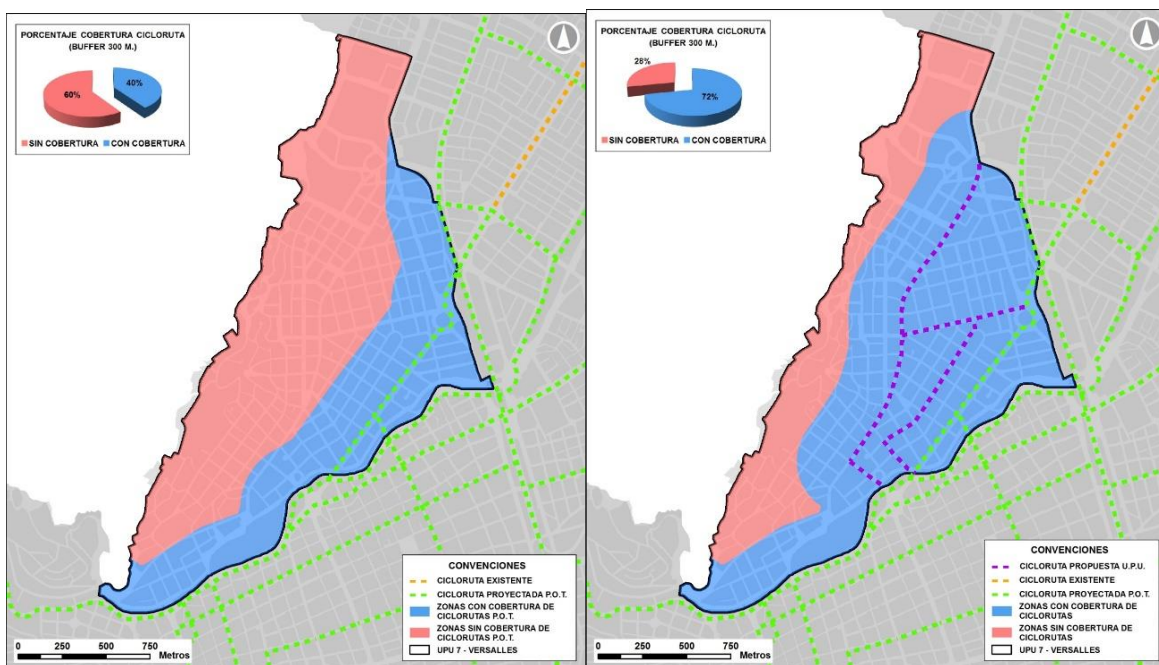 PORCENTAJE COBERTURA CICLORUTA
(BUFFER 300 M.)
60%
40%
SIN COBERTURA
CON COBERTURA
CONVENCIONES
CICLORUTA EXISTENTE
CICLORUTA PROYECTADA P.O.T.
ZONAS CON COBERTURA DE
CICLORUTAS P.O.T.
ZONAS SIN COBERTURA DE
CICLORUTAS P.O.T.
UPU 7 - VERSALLES
0 250 500 750
Metros
PORCENTAJE COBERTURA CICLORUTA
(BUFFER 300 M.)
28%
72%
SIN COBERTURA
CON COBERTURA
CONVENCIONES
CICLORUTA PROPUESTA U.P.U.
CICLORUTA EXISTENTE
CICLORUTA PROYECTADA P.O.T.
ZONAS CON COBERTURA DE
CICLORUTAS
ZONAS SIN COBERTURA DE
CICLORUTAS
UPU 7 - VERSALLES
0 250 500 750
Metros